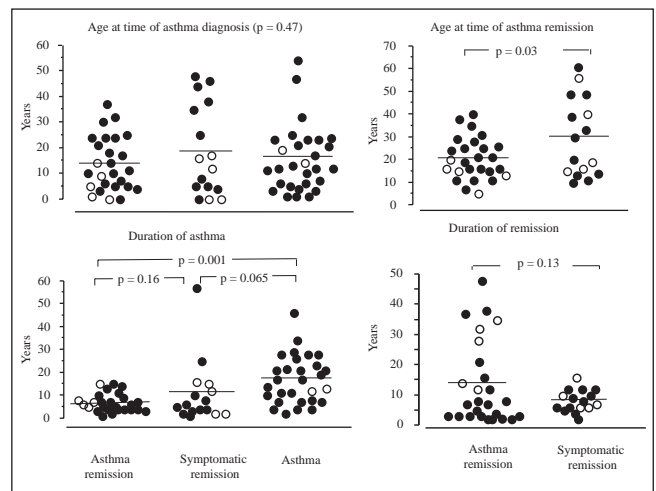 Age at time of asthma diagnosis (p = 0.47)
60
50
40
30
20
10
0
Years
Age at time of asthma remission
p = 0.03
70
60
50
40
30
20
10
0
Years
Duration of asthma
p = 0.001
p = 0.16
p = 0.065
60
50
40
30
20
10
0
Years
Asthma
remission
Symptomatic
remission
Asthma
Duration of remission
p = 0.13
50
40
30
20
10
0
Years
Asthma
remission
Symptomatic
remission